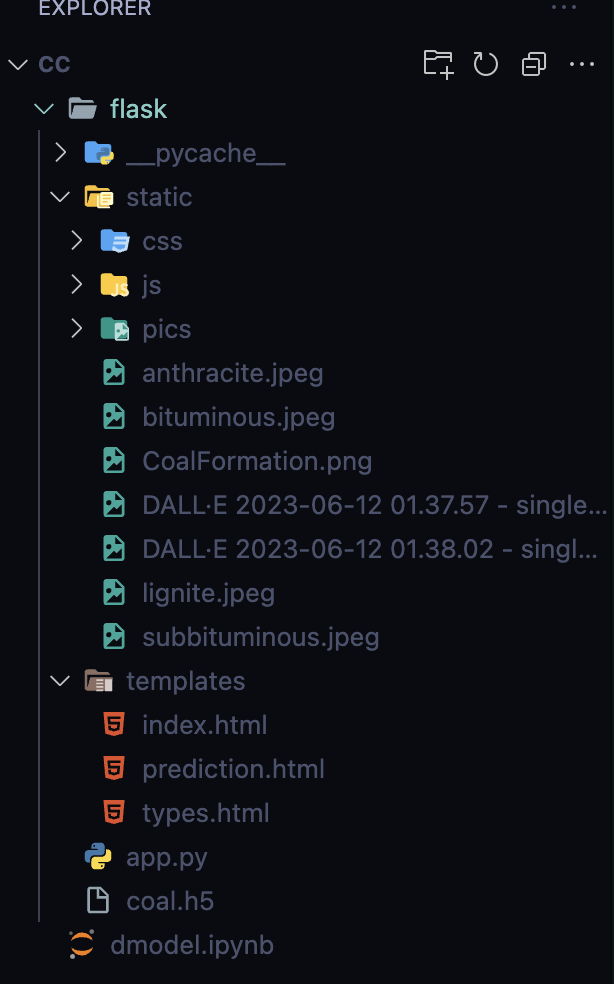 EXPLORER
CC
flask
__pycache__
static
css
js
pics
anthracite.jpeg
bituminous.jpeg
CoalFormation.png
DALL·E 2023-06-12 01.37.57 - single...
DALL·E 2023-06-12 01.38.02 - singl...
lignite.jpeg
subbituminous.jpeg
templates
index.html
prediction.html
types.html
app.py
coal.h5
dmodel.ipynb